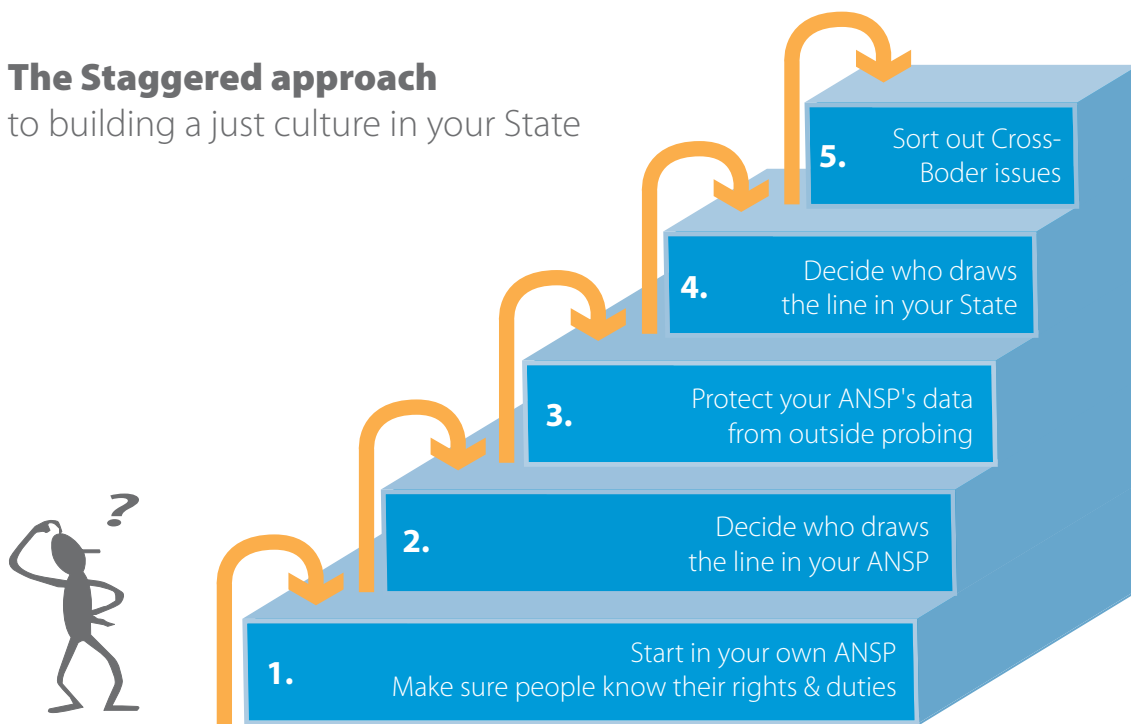 The Staggered approach
to building a just culture in your State
5.
Sort out Cross-
Boder issues
4.
Decide who draws
the line in your State
3.
Protect your ANSP's data
from outside probing
2.
Decide who draws
the line in your ANSP
1.
Start in your own ANSP
Make sure people know their rights & duties
?